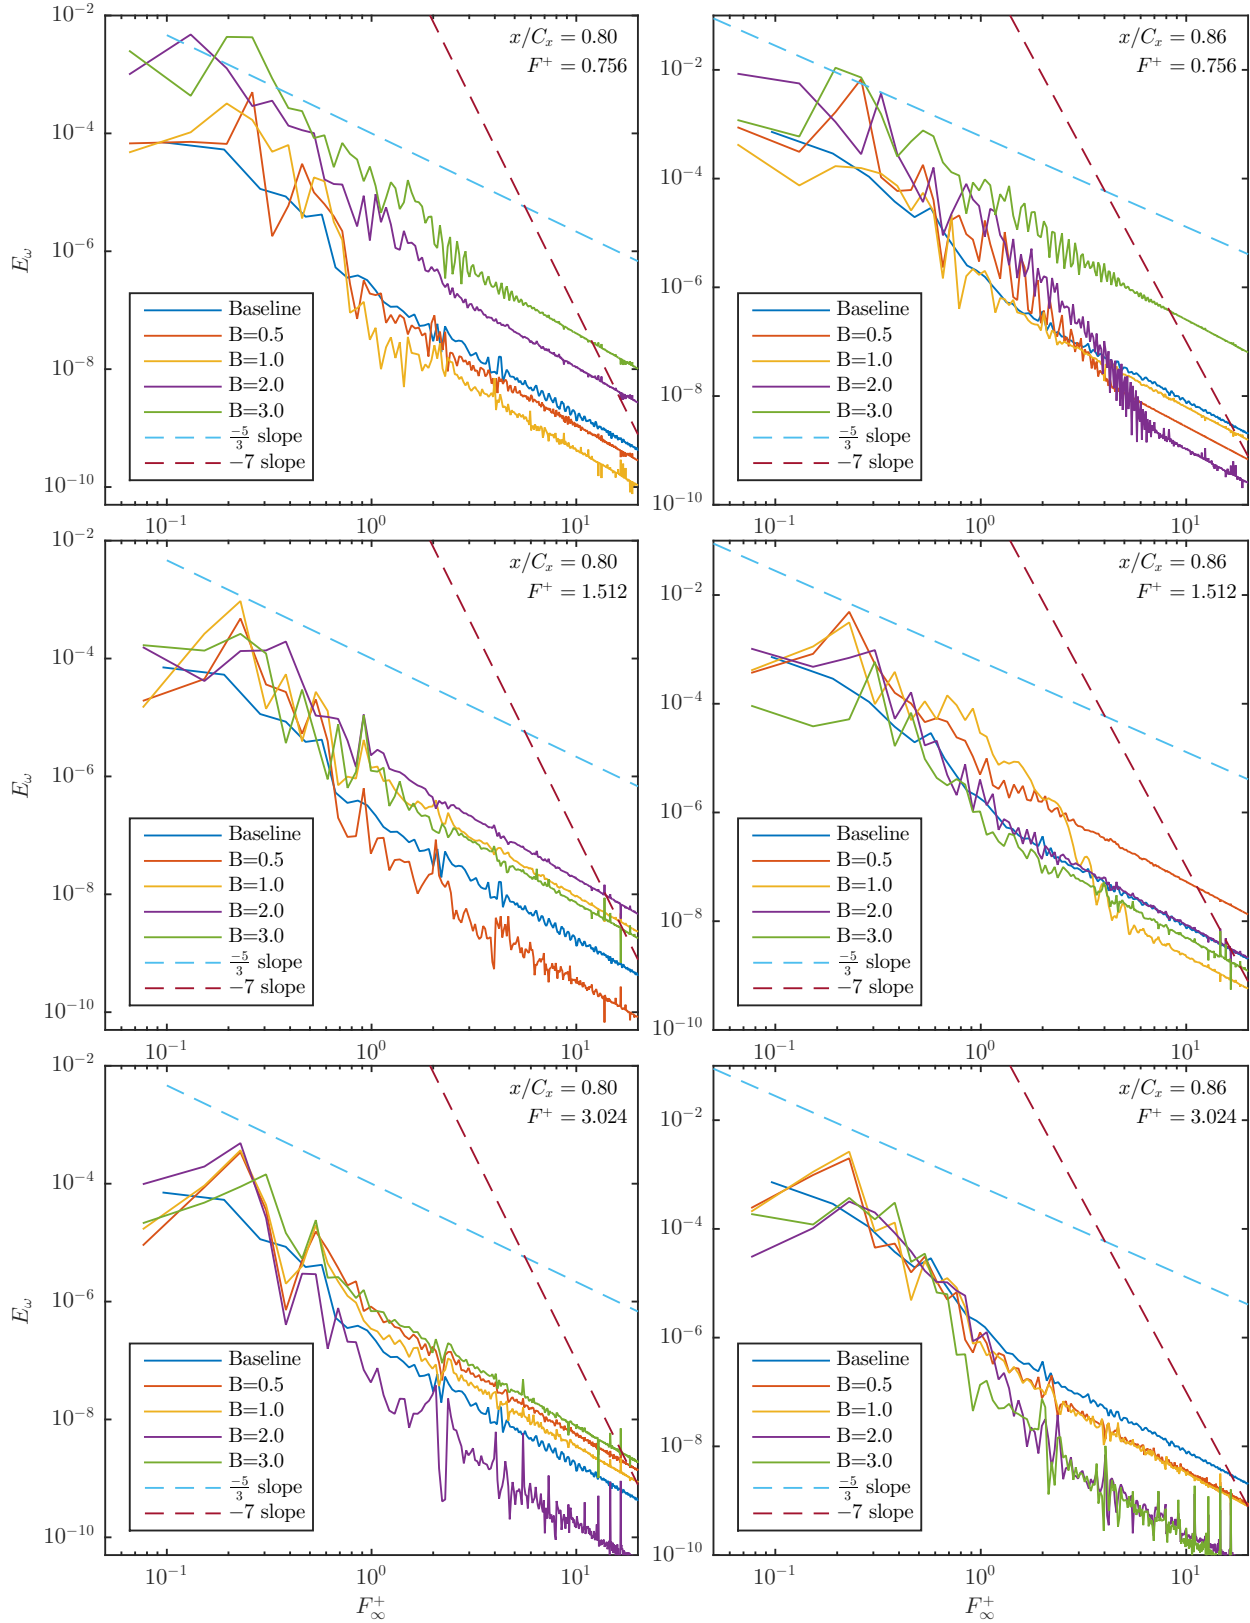 10^{-2}
10^{-4}
10^{-6}
10^{-8}
10^{-10}
E_ω
x/C_x = 0.80
F^+ = 0.756
Baseline
B=0.5
B=1.0
B=2.0
B=3.0
\frac{-5}{3} slope
−7 slope
10^{-1} 10^0 10^1
10^{-2}
10^{-4}
10^{-6}
10^{-8}
10^{-10}
x/C_x = 0.86
F^+ = 0.756
Baseline
B=0.5
B=1.0
B=2.0
B=3.0
\frac{-5}{3} slope
−7 slope
10^{-1} 10^0 10^1
10^{-2}
10^{-4}
10^{-6}
10^{-8}
10^{-10}
E_ω
x/C_x = 0.80
F^+ = 1.512
Baseline
B=0.5
B=1.0
B=2.0
B=3.0
\frac{-5}{3} slope
−7 slope
10^{-1} 10^0 10^1
10^{-2}
10^{-4}
10^{-6}
10^{-8}
10^{-10}
x/C_x = 0.86
F^+ = 1.512
Baseline
B=0.5
B=1.0
B=2.0
B=3.0
\frac{-5}{3} slope
−7 slope
10^{-1} 10^0 10^1
10^{-2}
10^{-4}
10^{-6}
10^{-8}
10^{-10}
E_ω
x/C_x = 0.80
F^+ = 3.024
Baseline
B=0.5
B=1.0
B=2.0
B=3.0
\frac{-5}{3} slope
−7 slope
10^{-1} 10^0 10^1
F_∞^+
10^{-2}
10^{-4}
10^{-6}
10^{-8}
10^{-10}
x/C_x = 0.86
F^+ = 3.024
Baseline
B=0.5
B=1.0
B=2.0
B=3.0
\frac{-5}{3} slope
−7 slope
10^{-1} 10^0 10^1
F_∞^+